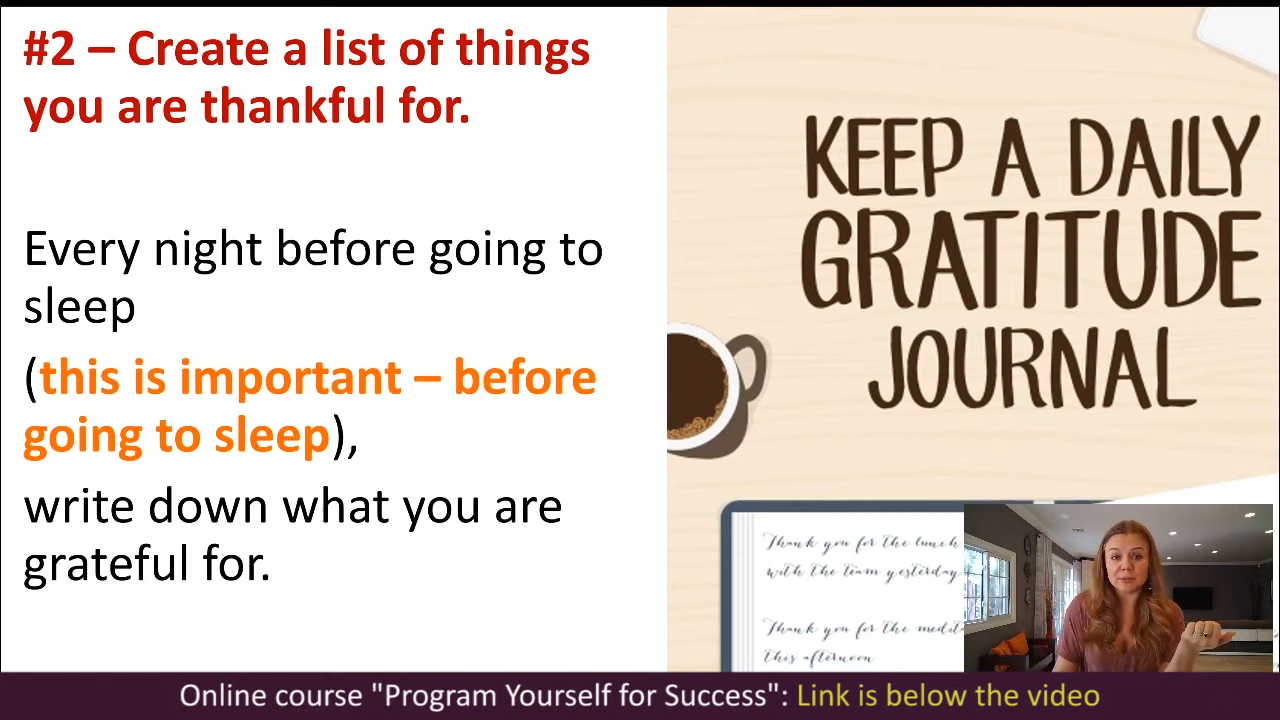 #2 – Create a list of things
you are thankful for.
Every night before going to
sleep
(this is important – before
going to sleep),
write down what you are
grateful for.
KEEP A DAILY
GRATITUDE
JOURNAL
Thank you for the lunch
with the team yesterday
Thank you for the
this afternoon
Online course "Program Yourself for Success": Link is below the video